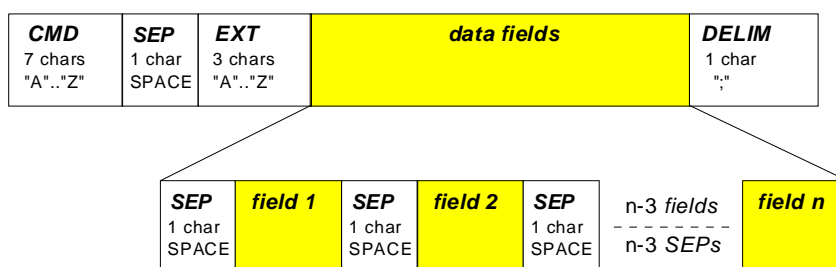 CMD
7 chars
"A".."Z"
SEP
1 char
SPACE
EXT
3 chars
"A".."Z"
data fields
DELIM
1 char
";"
SEP
1 char
SPACE
field 1
SEP
1 char
SPACE
field 2
SEP
1 char
SPACE
n-3 fields
n-3 SEPs
field n